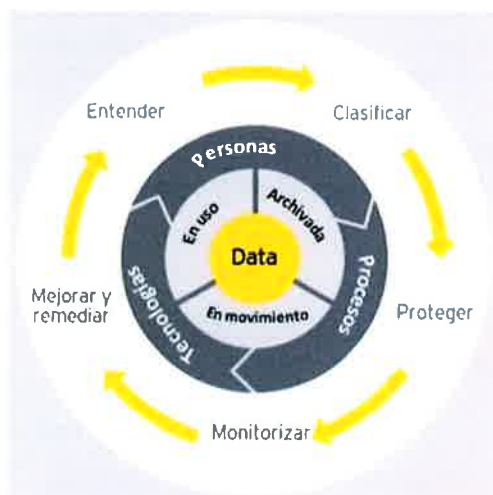 Entender
Clasificar
Personas
En uso
Archivada
Data
En movimiento
Tecnologías
Procesos
Mejorar y
remediar
Proteger
Monitorizar